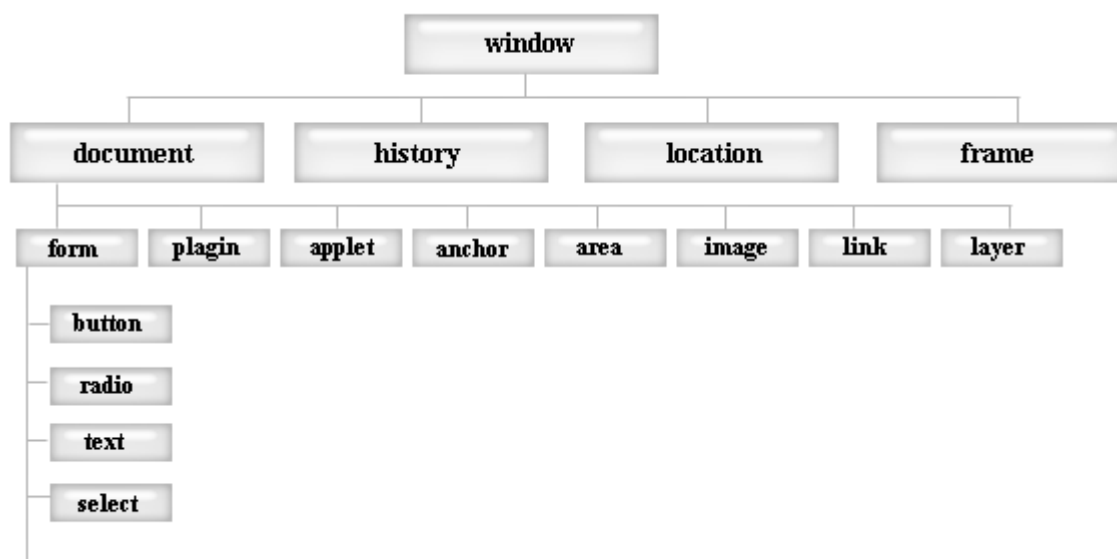 window
document history location frame
form plagin applet anchor area image link layer
button
radio
text
select